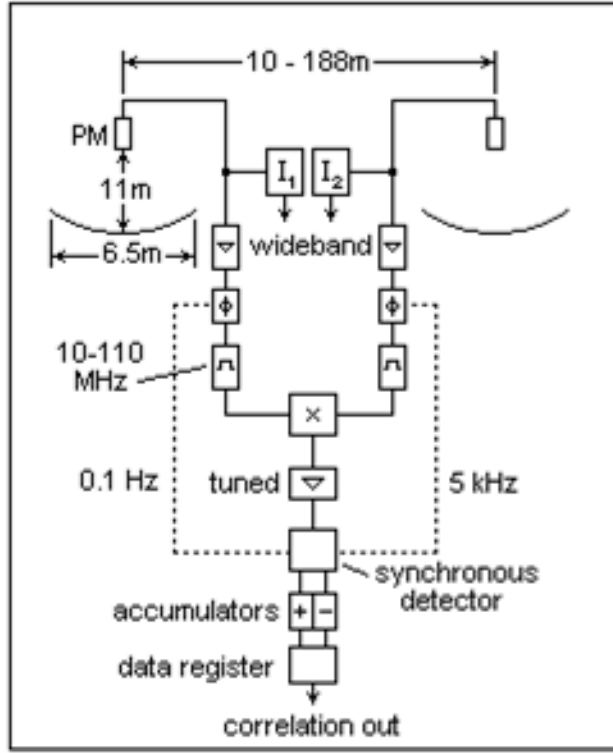 10 - 188m
PM
I₁ I₂
11m
wideband
6.5m
ϕ ϕ
10-110
MHz
×
0.1 Hz tuned 5 kHz
synchronous
detector
accumulators + −
data register
correlation out